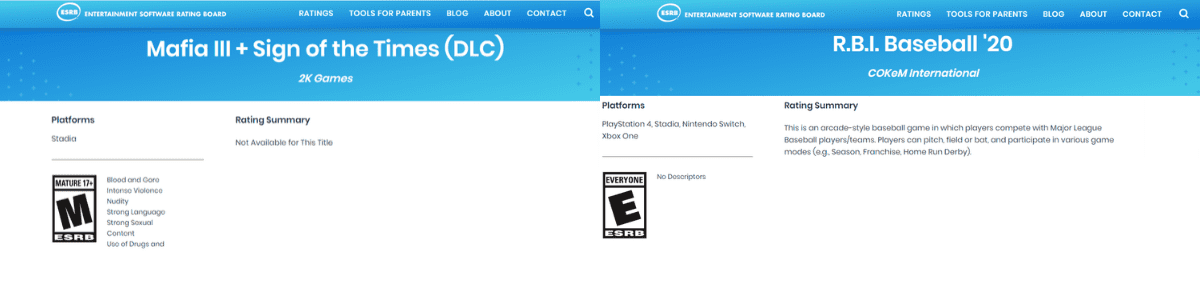 ESRB ENTERTAINMENT SOFTWARE RATING BOARD RATINGS TOOLS FOR PARENTS BLOG ABOUT CONTACT
Mafia III + Sign of the Times (DLC)
2K Games
Platforms
Stadia
Rating Summary
Not Available for This Title
MATURE 17+
M
ESRB
Blood and Gore
Intense Violence
Nudity
Strong Language
Strong Sexual
Content
Use of Drugs and
ESRB ENTERTAINMENT SOFTWARE RATING BOARD RATINGS TOOLS FOR PARENTS BLOG ABOUT CONTACT
R.B.I. Baseball '20
COKeM International
Platforms
PlayStation 4, Stadia, Nintendo Switch,
Xbox One
Rating Summary
This is an arcade-style baseball game in which players compete with Major League
Baseball players/teams. Players can pitch, field or bat, and participate in various game
modes (e.g., Season, Franchise, Home Run Derby).
EVERYONE
E
ESRB
No Descriptors